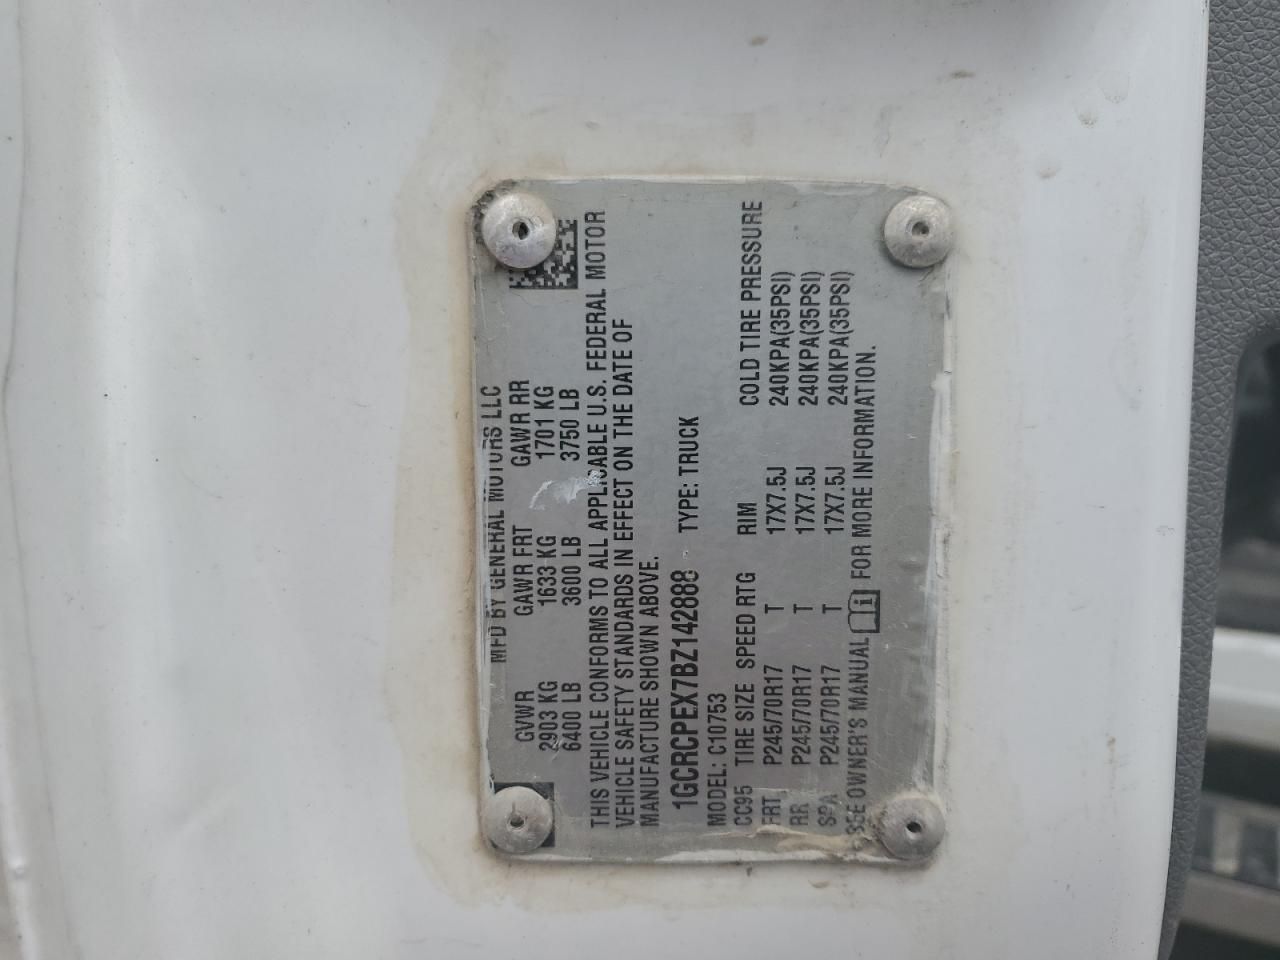 MFD BY GENERAL MOTORS LLC
GVWR GAWR FRT GAWR RR
2903 KG 1633 KG 1701 KG
6400 LB 3600 LB 3750 LB
THIS VEHICLE CONFORMS TO ALL APPLICABLE U.S. FEDERAL MOTOR
VEHICLE SAFETY STANDARDS IN EFFECT ON THE DATE OF
MANUFACTURE SHOWN ABOVE.
1GCRCPEX7BZ142888 TYPE: TRUCK
MODEL: C10753
CC95 TIRE SIZE SPEED RTG RIM COLD TIRE PRESSURE
FRT P245/70R17 T 17X7.5J 240KPA(35PSI)
RR P245/70R17 T 17X7.5J 240KPA(35PSI)
SPA P245/70R17 T 17X7.5J 240KPA(35PSI)
SEE OWNER'S MANUAL FOR MORE INFORMATION.